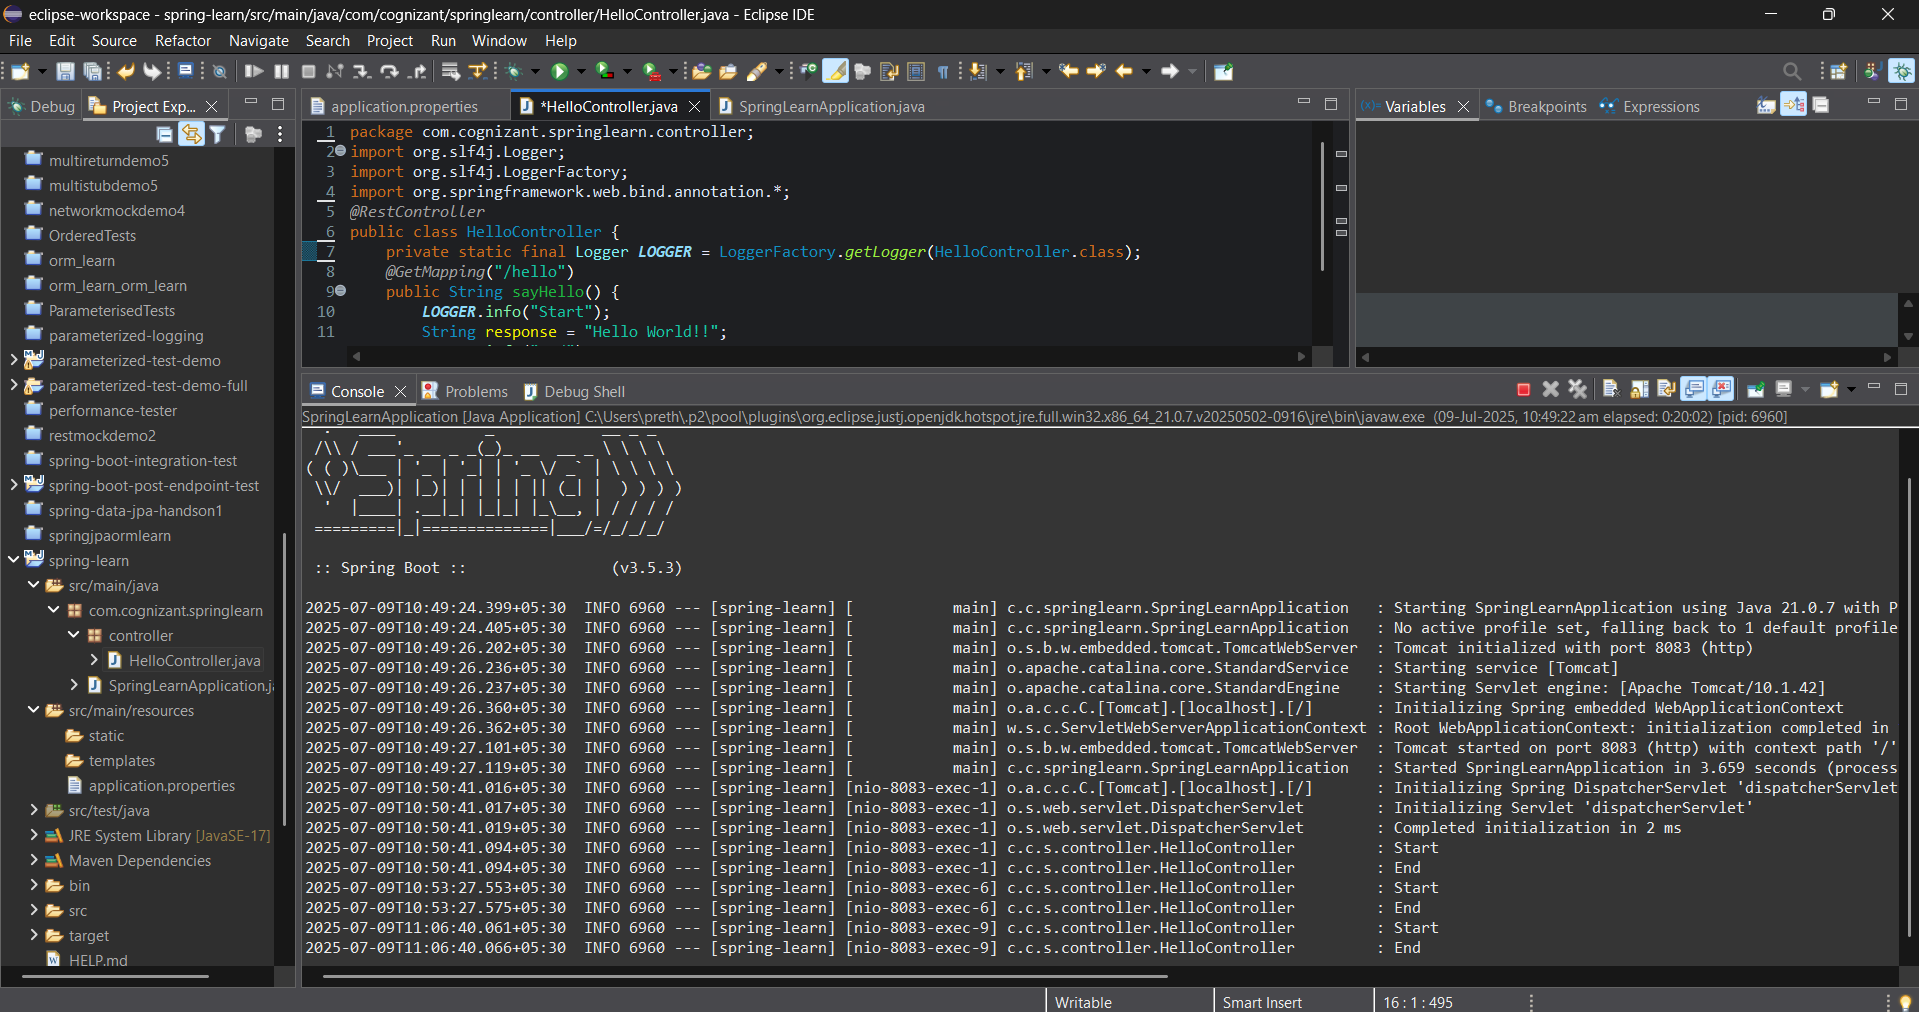 eclipse-workspace - spring-learn/src/main/java/com/cognizant/springlearn/controller/HelloController.java - Eclipse IDE
File Edit Source Refactor Navigate Search Project Run Window Help
Debug Project Exp...
multireturndemo5
multistubdemo5
networkmockdemo4
OrderedTests
orm_learn
orm_learn_orm_learn
ParameterisedTests
parameterized-logging
parameterized-test-demo
parameterized-test-demo-full
performance-tester
restmockdemo2
spring-boot-integration-test
spring-boot-post-endpoint-test
spring-data-jpa-handson1
springjpaormlearn
spring-learn
src/main/java
com.cognizant.springlearn
controller
HelloController.java
SpringLearnApplication.j
src/main/resources
static
templates
application.properties
src/test/java
JRE System Library [JavaSE-17]
Maven Dependencies
bin
src
target
HELP.md
application.properties *HelloController.java SpringLearnApplication.java
1 package com.cognizant.springlearn.controller;
2 import org.slf4j.Logger;
3 import org.slf4j.LoggerFactory;
4 import org.springframework.web.bind.annotation.*;
5 @RestController
6 public class HelloController {
7 private static final Logger LOGGER = LoggerFactory.getLogger(HelloController.class);
8 @GetMapping("/hello")
9 public String sayHello() {
10 LOGGER.info("Start");
11 String response = "Hello World!!";
(x)= Variables Breakpoints Expressions
Console Problems Debug Shell
SpringLearnApplication [Java Application] C:\Users\preth\.p2\pool\plugins\org.eclipse.justj.openjdk.hotspot.jre.full.win32.x86_64_21.0.7.v20250502-0916\jre\bin\javaw.exe (09-Jul-2025, 10:49:22 am elapsed: 0:20:02) [pid: 6960]
Spring
:: Spring Boot :: (v3.5.3)
2025-07-09T10:49:24.399+05:30 INFO 6960 --- [spring-learn] [ main] c.c.springlearn.SpringLearnApplication : Starting SpringLearnApplication using Java 21.0.7 with P
2025-07-09T10:49:24.405+05:30 INFO 6960 --- [spring-learn] [ main] c.c.springlearn.SpringLearnApplication : No active profile set, falling back to 1 default profile
2025-07-09T10:49:26.202+05:30 INFO 6960 --- [spring-learn] [ main] o.s.b.w.embedded.tomcat.TomcatWebServer : Tomcat initialized with port 8083 (http)
2025-07-09T10:49:26.236+05:30 INFO 6960 --- [spring-learn] [ main] o.apache.catalina.core.StandardService : Starting service [Tomcat]
2025-07-09T10:49:26.237+05:30 INFO 6960 --- [spring-learn] [ main] o.apache.catalina.core.StandardEngine : Starting Servlet engine: [Apache Tomcat/10.1.42]
2025-07-09T10:49:26.360+05:30 INFO 6960 --- [spring-learn] [ main] o.a.c.c.C.[Tomcat].[localhost].[/] : Initializing Spring embedded WebApplicationContext
2025-07-09T10:49:26.362+05:30 INFO 6960 --- [spring-learn] [ main] w.s.c.ServletWebServerApplicationContext : Root WebApplicationContext: initialization completed in
2025-07-09T10:49:27.101+05:30 INFO 6960 --- [spring-learn] [ main] o.s.b.w.embedded.tomcat.TomcatWebServer : Tomcat started on port 8083 (http) with context path '/'
2025-07-09T10:49:27.119+05:30 INFO 6960 --- [spring-learn] [ main] c.c.springlearn.SpringLearnApplication : Started SpringLearnApplication in 3.659 seconds (process
2025-07-09T10:50:41.016+05:30 INFO 6960 --- [spring-learn] [nio-8083-exec-1] o.a.c.c.C.[Tomcat].[localhost].[/] : Initializing Spring DispatcherServlet 'dispatcherServlet
2025-07-09T10:50:41.017+05:30 INFO 6960 --- [spring-learn] [nio-8083-exec-1] o.s.web.servlet.DispatcherServlet : Initializing Servlet 'dispatcherServlet'
2025-07-09T10:50:41.019+05:30 INFO 6960 --- [spring-learn] [nio-8083-exec-1] o.s.web.servlet.DispatcherServlet : Completed initialization in 2 ms
2025-07-09T10:50:41.094+05:30 INFO 6960 --- [spring-learn] [nio-8083-exec-1] c.c.s.controller.HelloController : Start
2025-07-09T10:50:41.094+05:30 INFO 6960 --- [spring-learn] [nio-8083-exec-1] c.c.s.controller.HelloController : End
2025-07-09T10:53:27.553+05:30 INFO 6960 --- [spring-learn] [nio-8083-exec-6] c.c.s.controller.HelloController : Start
2025-07-09T10:53:27.575+05:30 INFO 6960 --- [spring-learn] [nio-8083-exec-6] c.c.s.controller.HelloController : End
2025-07-09T11:06:40.061+05:30 INFO 6960 --- [spring-learn] [nio-8083-exec-9] c.c.s.controller.HelloController : Start
2025-07-09T11:06:40.066+05:30 INFO 6960 --- [spring-learn] [nio-8083-exec-9] c.c.s.controller.HelloController : End
Writable Smart Insert 16 : 1 : 495